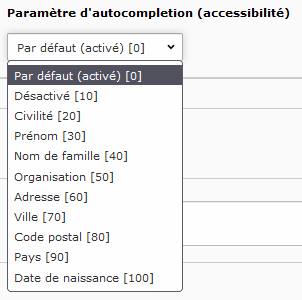 Paramètre d'autocompletion (accessibilité)
Par défaut (activé) [0]
Par défaut (activé) [0]
Désactivé [10]
Civilité [20]
Prénom [30]
Nom de famille [40]
Organisation [50]
Adresse [60]
Ville [70]
Code postal [80]
Pays [90]
Date de naissance [100]